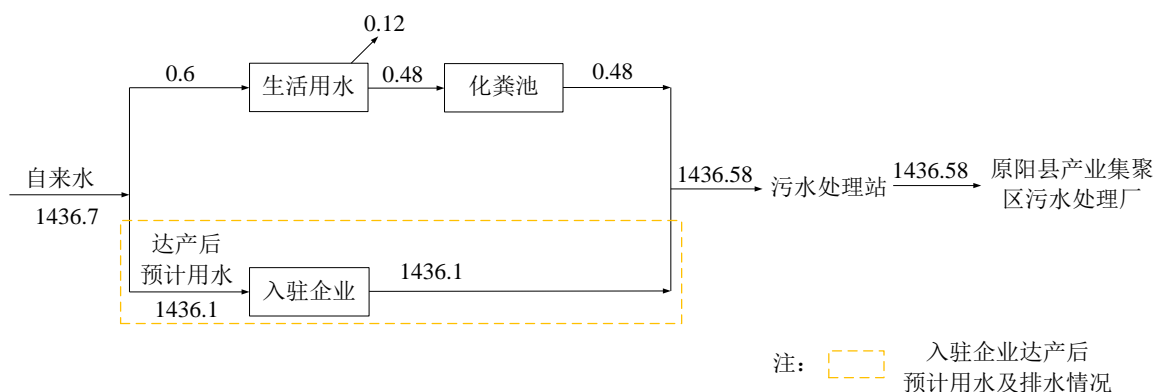 0.12
0.6
生活用水
0.48
化粪池
0.48
自来水
1436.7
1436.58
污水处理站
1436.58
原阳县产业集聚
区污水处理厂
达产后
预计用水
1436.1
入驻企业
1436.1
注：
入驻企业达产后
预计用水及排水情况